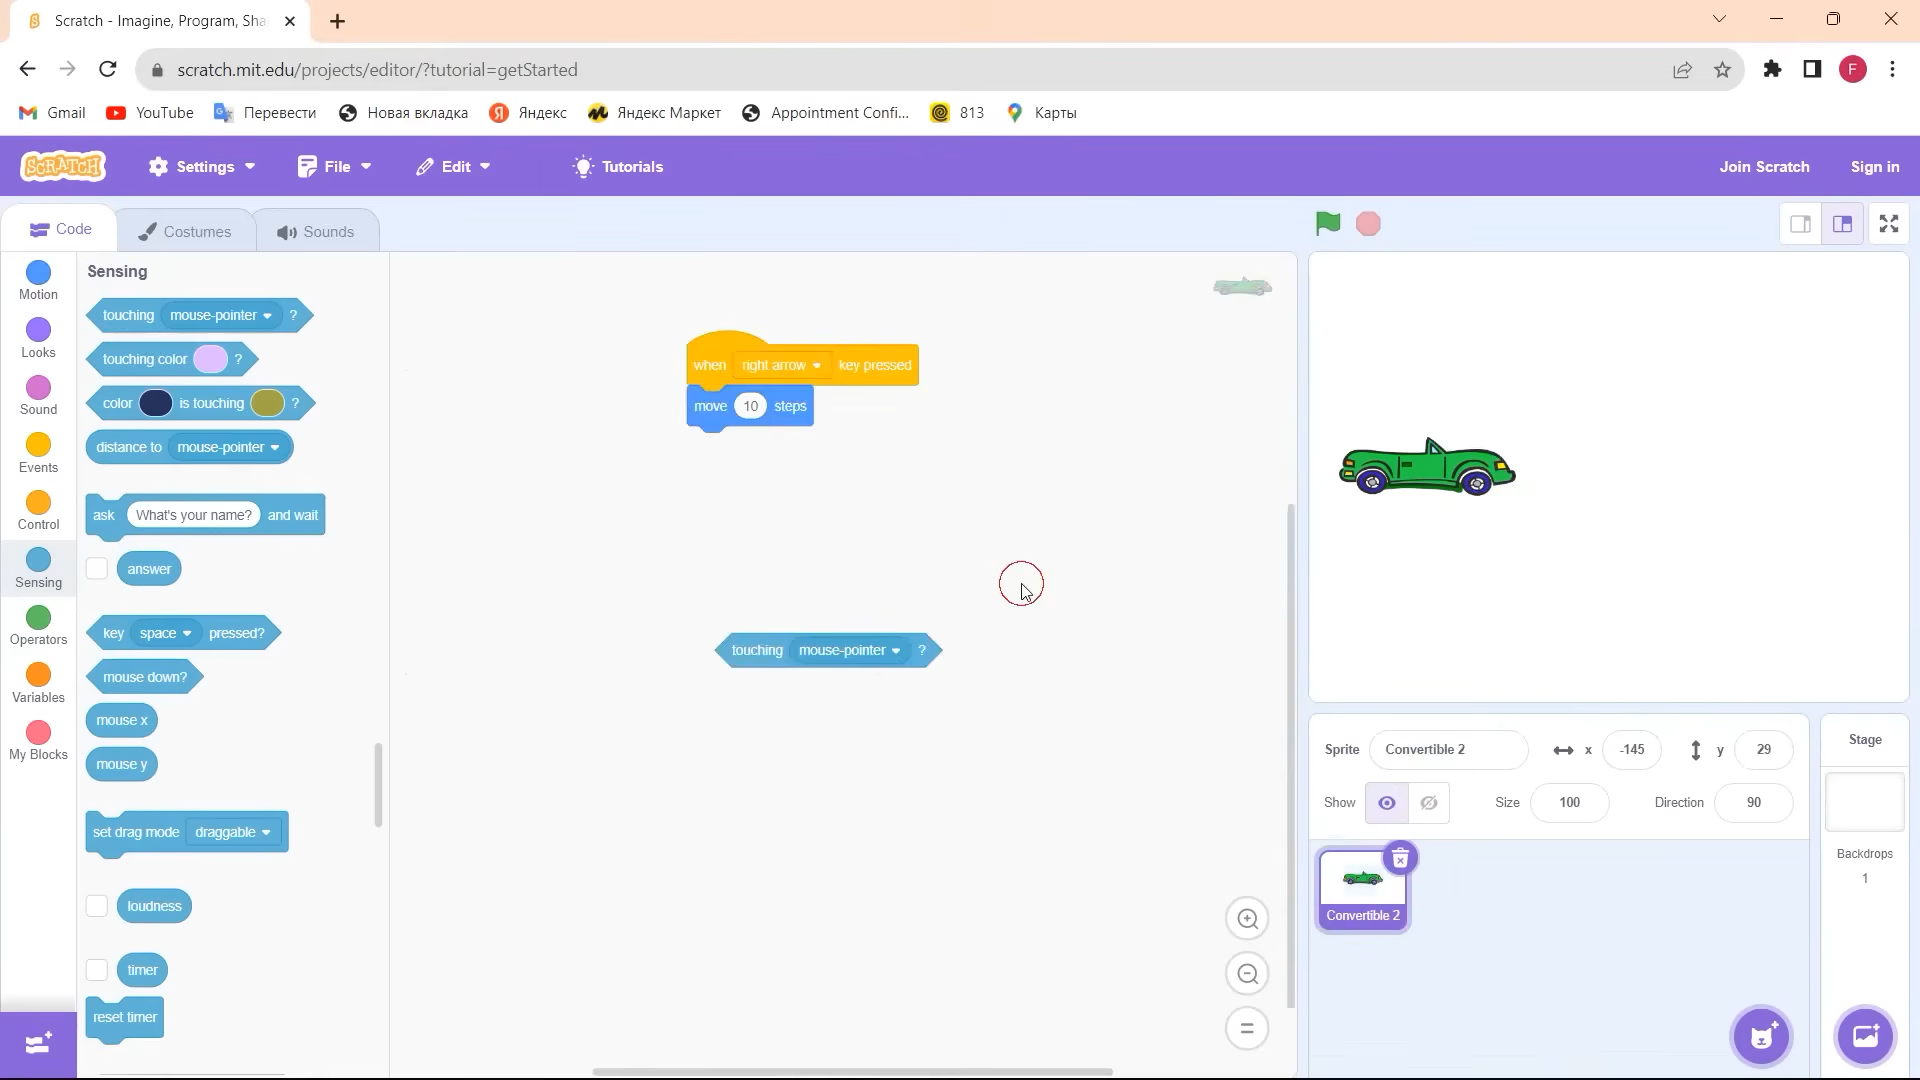 Scratch - Imagine, Program, Sha
scratch.mit.edu/projects/editor/?tutorial=getStarted
F
Gmail YouTube Перевести Новая вкладка Яндекс Яндекс Маркет Appointment Confi... 813 Карты
SCRATCH Settings File Edit Tutorials Join Scratch Sign in
Code Costumes Sounds
Motion
Looks
Sound
Events
Control
Sensing
Operators
Variables
My Blocks
Sensing
touching mouse-pointer ?
touching color ?
color is touching ?
distance to mouse-pointer
ask What's your name? and wait
answer
key space pressed?
mouse down?
mouse x
mouse y
set drag mode draggable
loudness
timer
reset timer
when right arrow key pressed
move 10 steps
touching mouse-pointer ?
Sprite Convertible 2 x -145 y 29
Show Size 100 Direction 90
Convertible 2
Stage
Backdrops
1